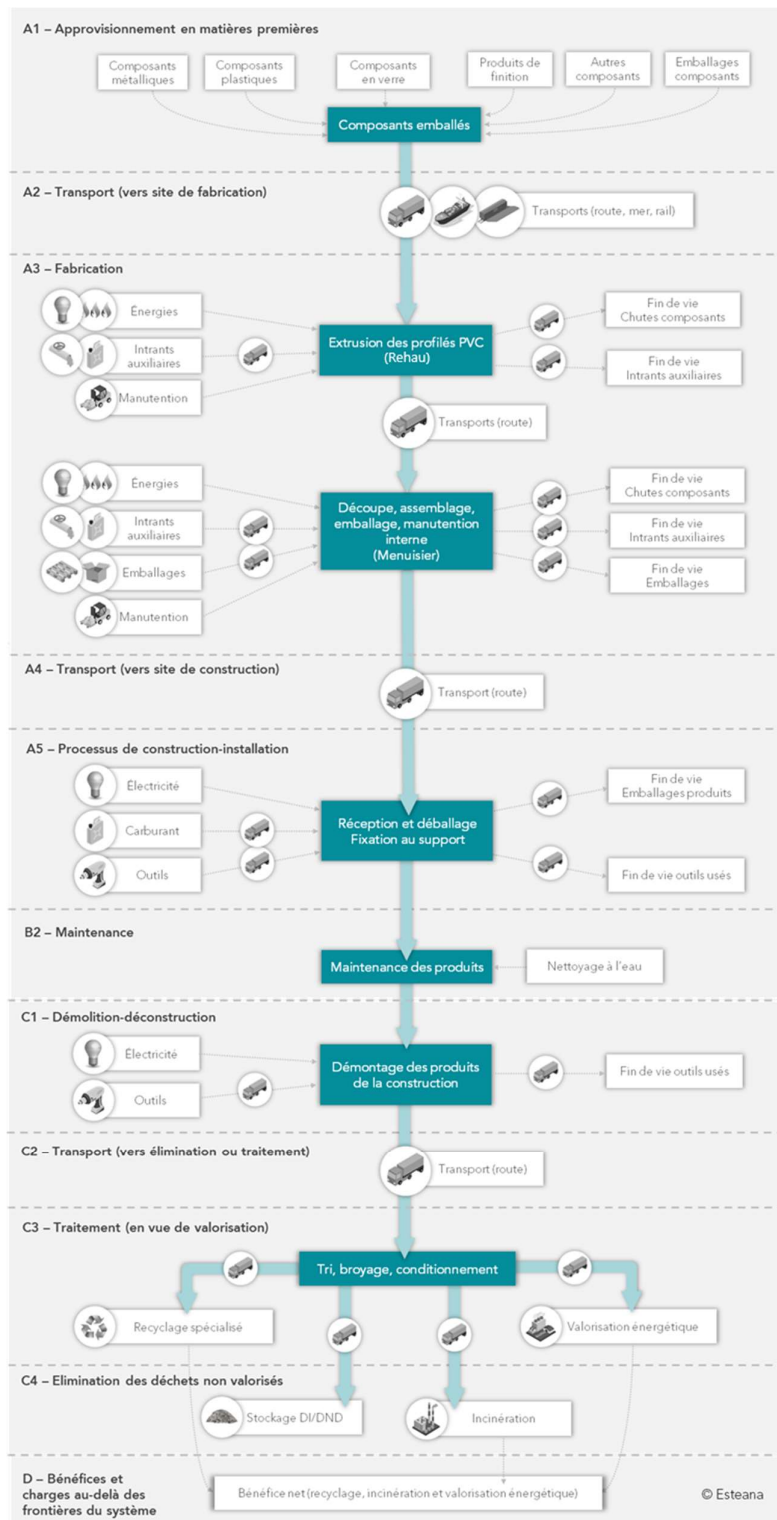 A1 – Approvisionnement en matières premières
Composants
métalliques
Composants
plastiques
Composants
en verre
Produits de
finition
Autres
composants
Emballages
composants
Composants emballés
A2 – Transport (vers site de fabrication)
Transports (route, mer, rail)
A3 – Fabrication
Énergies
Intrants
auxiliaires
Manutention
Extrusion des profilés PVC
(Rehau)
Fin de vie
Chutes composants
Fin de vie
Intrants auxiliaires
Transports (route)
Énergies
Intrants
auxiliaires
Emballages
Manutention
Découpe, assemblage,
emballage, manutention
interne
(Menuisier)
Fin de vie
Chutes composants
Fin de vie
Intrants auxiliaires
Fin de vie
Emballages
A4 – Transport (vers site de construction)
Transport (route)
A5 – Processus de construction-installation
Électricité
Carburant
Outils
Réception et déballage
Fixation au support
Fin de vie
Emballages produits
Fin de vie outils usés
B2 – Maintenance
Maintenance des produits
Nettoyage à l'eau
C1 – Démolition-déconstruction
Électricité
Outils
Démontage des produits
de la construction
Fin de vie outils usés
C2 – Transport (vers élimination ou traitement)
Transport (route)
C3 – Traitement (en vue de valorisation)
Tri, broyage, conditionnement
Recyclage spécialisé
Valorisation énergétique
C4 – Elimination des déchets non valorisés
Stockage DI/DND
Incinération
D – Bénéfices et
charges au-delà des
frontières du système
Bénéfice net (recyclage, incinération et valorisation énergétique)
© Esteana